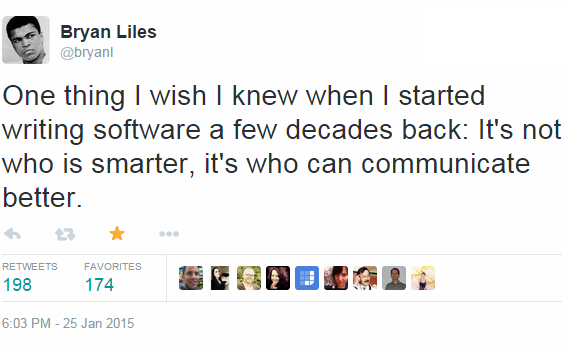 Bryan Liles
@bryanl
One thing I wish I knew when I started
writing software a few decades back: It's not
who is smarter, it's who can communicate
better.
RETWEETS FAVORITES
198 174
6:03 PM - 25 Jan 2015